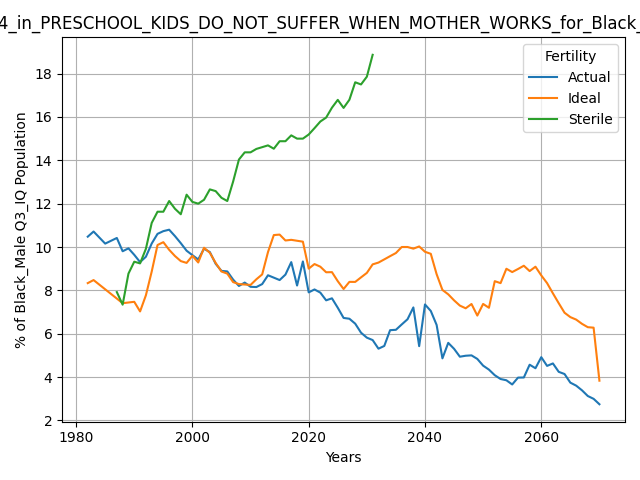 4_in_PRESCHOOL_KIDS_DO_NOT_SUFFER_WHEN_MOTHER_WORKS_for_Black_
Fertility
Actual
Ideal
Sterile
% of Black_Male Q3_IQ Population
18
16
14
12
10
8
6
4
2
1980
2000
2020
2040
2060
Years